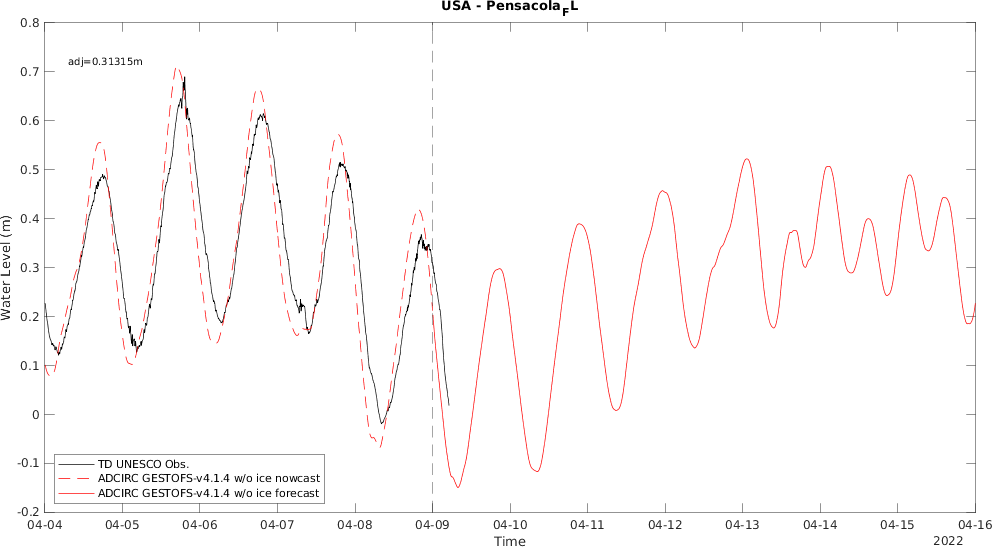 USA - Pensacola_FL
0.8
adj=0.31315m
0.7
0.6
0.5
0.4
0.3
0.2
0.1
0
-0.1
-0.2
Water Level (m)
TD UNESCO Obs.
ADCIRC GESTOFS-v4.1.4 w/o ice nowcast
ADCIRC GESTOFS-v4.1.4 w/o ice forecast
04-04 04-05 04-06 04-07 04-08 04-09 04-10 04-11 04-12 04-13 04-14 04-15 04-16
Time
2022